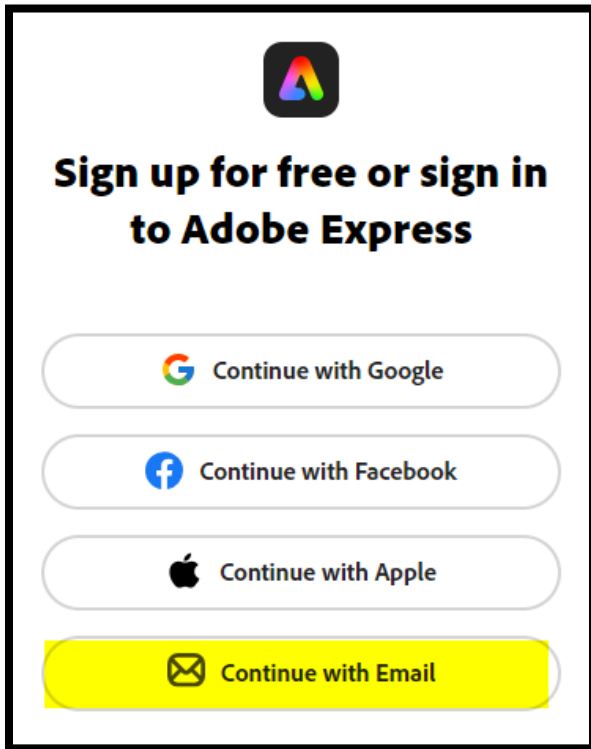 Sign up for free or sign in
to Adobe Express
Continue with Google
Continue with Facebook
Continue with Apple
Continue with Email